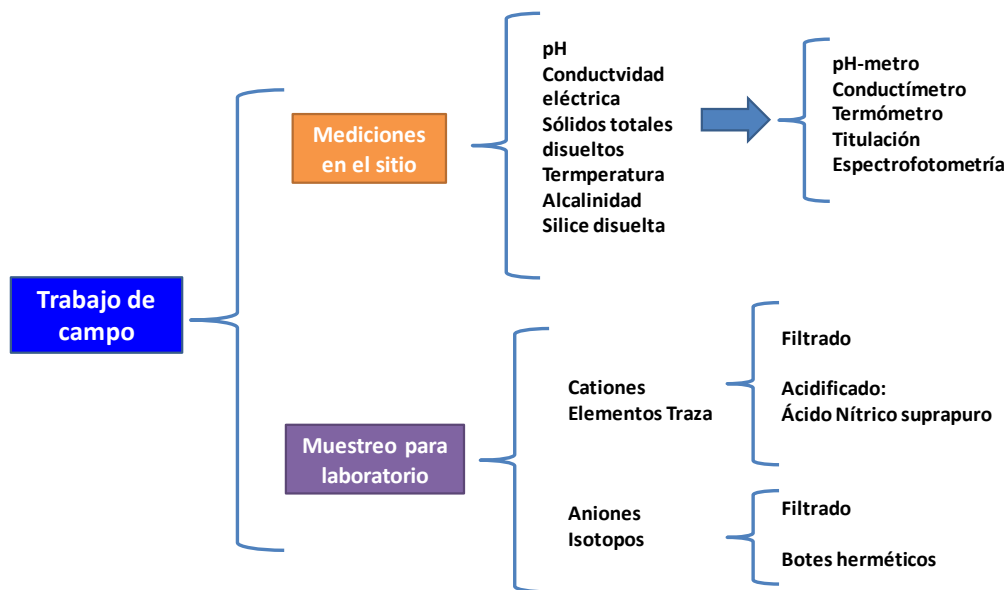 Trabajo de
campo
Mediciones
en el sitio
pH
Conductvidad
eléctrica
Sólidos totales
disueltos
Termperatura
Alcalinidad
Silice disuelta
pH-metro
Conductímetro
Termómetro
Titulación
Espectrofotometría
Muestreo para
laboratorio
Cationes
Elementos Traza
Filtrado
Acidificado:
Ácido Nítrico suprapuro
Aniones
Isotopos
Filtrado
Botes herméticos